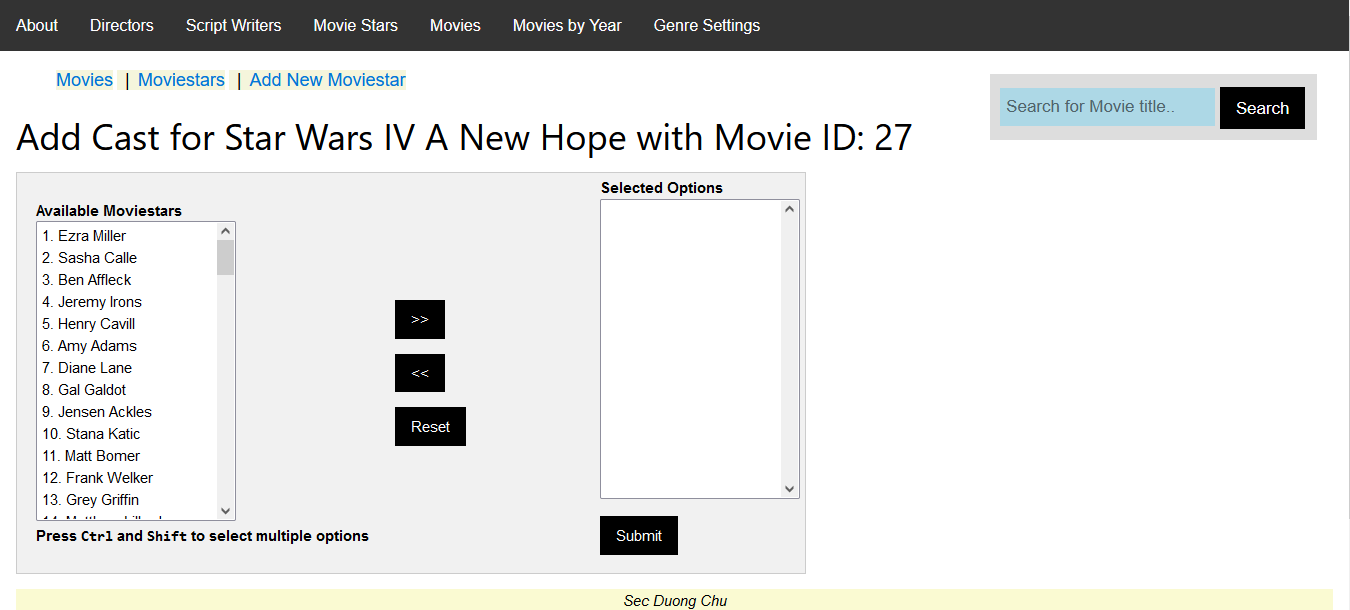 About Directors Script Writers Movie Stars Movies Movies by Year Genre Settings
Movies | Moviestars | Add New Moviestar
Search for Movie title.. Search
Add Cast for Star Wars IV A New Hope with Movie ID: 27
Available Moviestars
1. Ezra Miller
2. Sasha Calle
3. Ben Affleck
4. Jeremy Irons
5. Henry Cavill
6. Amy Adams
7. Diane Lane
8. Gal Galdot
9. Jensen Ackles
10. Stana Katic
11. Matt Bomer
12. Frank Welker
13. Grey Griffin
Press Ctrl and Shift to select multiple options
>>
<<
Reset
Selected Options
Submit
Sec Duong Chu